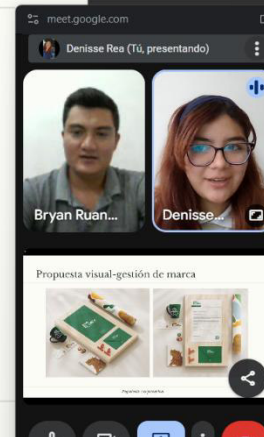 meet.google.com
Denisse Rea (Tú, presentando)
Bryan Ruan...
Denisse...
Propuesta visual-gestión de marca